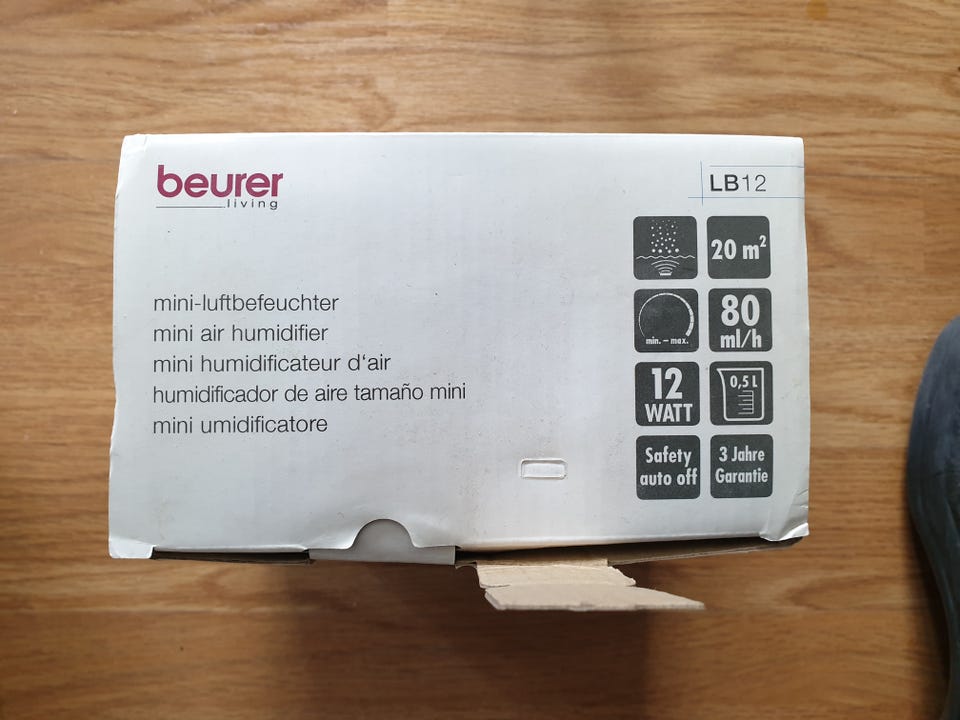 beurer
living
LB12
mini-luftbefeuchter
mini air humidifier
mini humidificateur d'air
humidificador de aire tamaño mini
mini umidificatore
20 m²
min. – max.
80
ml/h
12
WATT
0,5 L
Safety
auto off
3 Jahre
Garantie